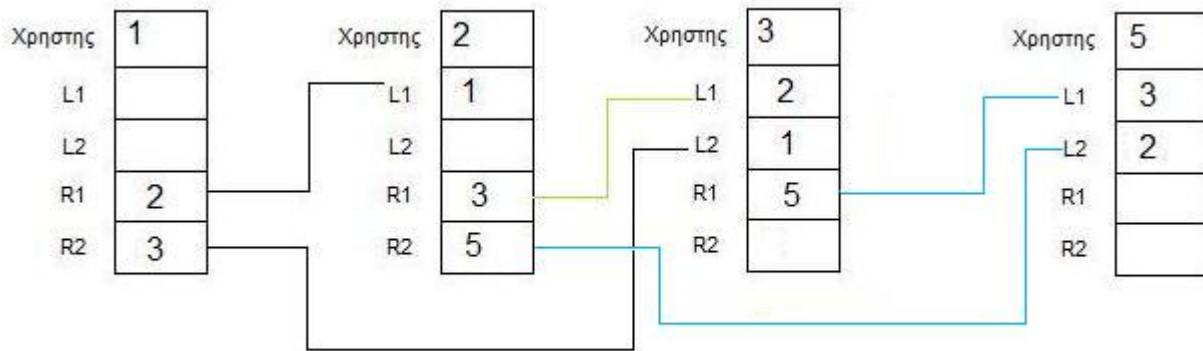 Χρηστης 1 Χρηστης 2 Χρηστης 3 Χρηστης 5
L1 L1 1 L1 2 L1 3
L2 L2 L2 1 L2 2
R1 2 R1 3 R1 5 R1
R2 3 R2 5 R2 R2